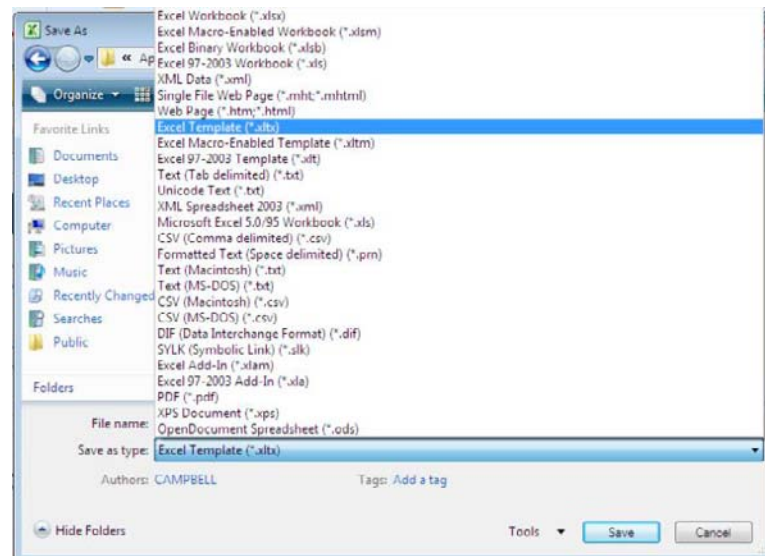 Save As
« Ap
Organize
Favorite Links
Documents
Desktop
Recent Places
Computer
Pictures
Music
Recently Changed
Searches
Public
Folders
Excel Workbook (*.xlsx)
Excel Macro-Enabled Workbook (*.xlsm)
Excel Binary Workbook (*.xlsb)
Excel 97-2003 Workbook (*.xls)
XML Data (*.xml)
Single File Web Page (*.mht;*.mhtml)
Web Page (*.htm;*.html)
Excel Template (*.xltx)
Excel Macro-Enabled Template (*.xltm)
Excel 97-2003 Template (*.xlt)
Text (Tab delimited) (*.txt)
Unicode Text (*.txt)
XML Spreadsheet 2003 (*.xml)
Microsoft Excel 5.0/95 Workbook (*.xls)
CSV (Comma delimited) (*.csv)
Formatted Text (Space delimited) (*.prn)
Text (Macintosh) (*.txt)
Text (MS-DOS) (*.txt)
CSV (Macintosh) (*.csv)
CSV (MS-DOS) (*.csv)
DIF (Data Interchange Format) (*.dif)
SYLK (Symbolic Link) (*.slk)
Excel Add-In (*.xlam)
Excel 97-2003 Add-In (*.xla)
PDF (*.pdf)
XPS Document (*.xps)
OpenDocument Spreadsheet (*.ods)
File name:
Save as type: Excel Template (*.xltx)
Authors: CAMPBELL Tags: Add a tag
Hide Folders Tools Save Cancel